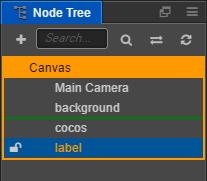 Node Tree
Search...
Canvas
Main Camera
background
cocos
label